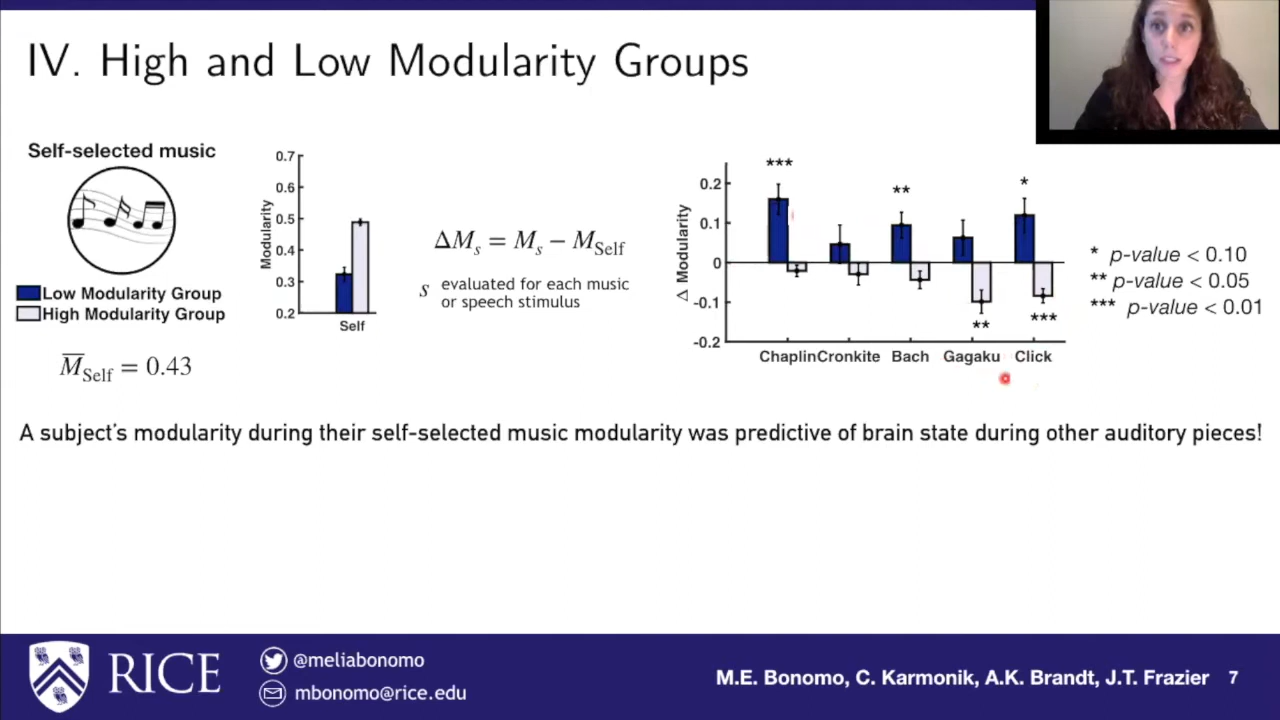 IV. High and Low Modularity Groups
Self-selected music
Low Modularity Group
High Modularity Group
M̅Self = 0.43
0.7
0.6
0.5
0.4
0.3
0.2
Modularity
Self
ΔMs = Ms − MSelf
s evaluated for each music
or speech stimulus
Δ Modularity
0.2
0.1
0
-0.1
-0.2
***
**
*
**
***
Chaplin Cronkite Bach Gagaku Click
* p-value < 0.10
** p-value < 0.05
*** p-value < 0.01
A subject's modularity during their self-selected music modularity was predictive of brain state during other auditory pieces!
RICE
@meliabonomo
mbonomo@rice.edu
M.E. Bonomo, C. Karmonik, A.K. Brandt, J.T. Frazier 7